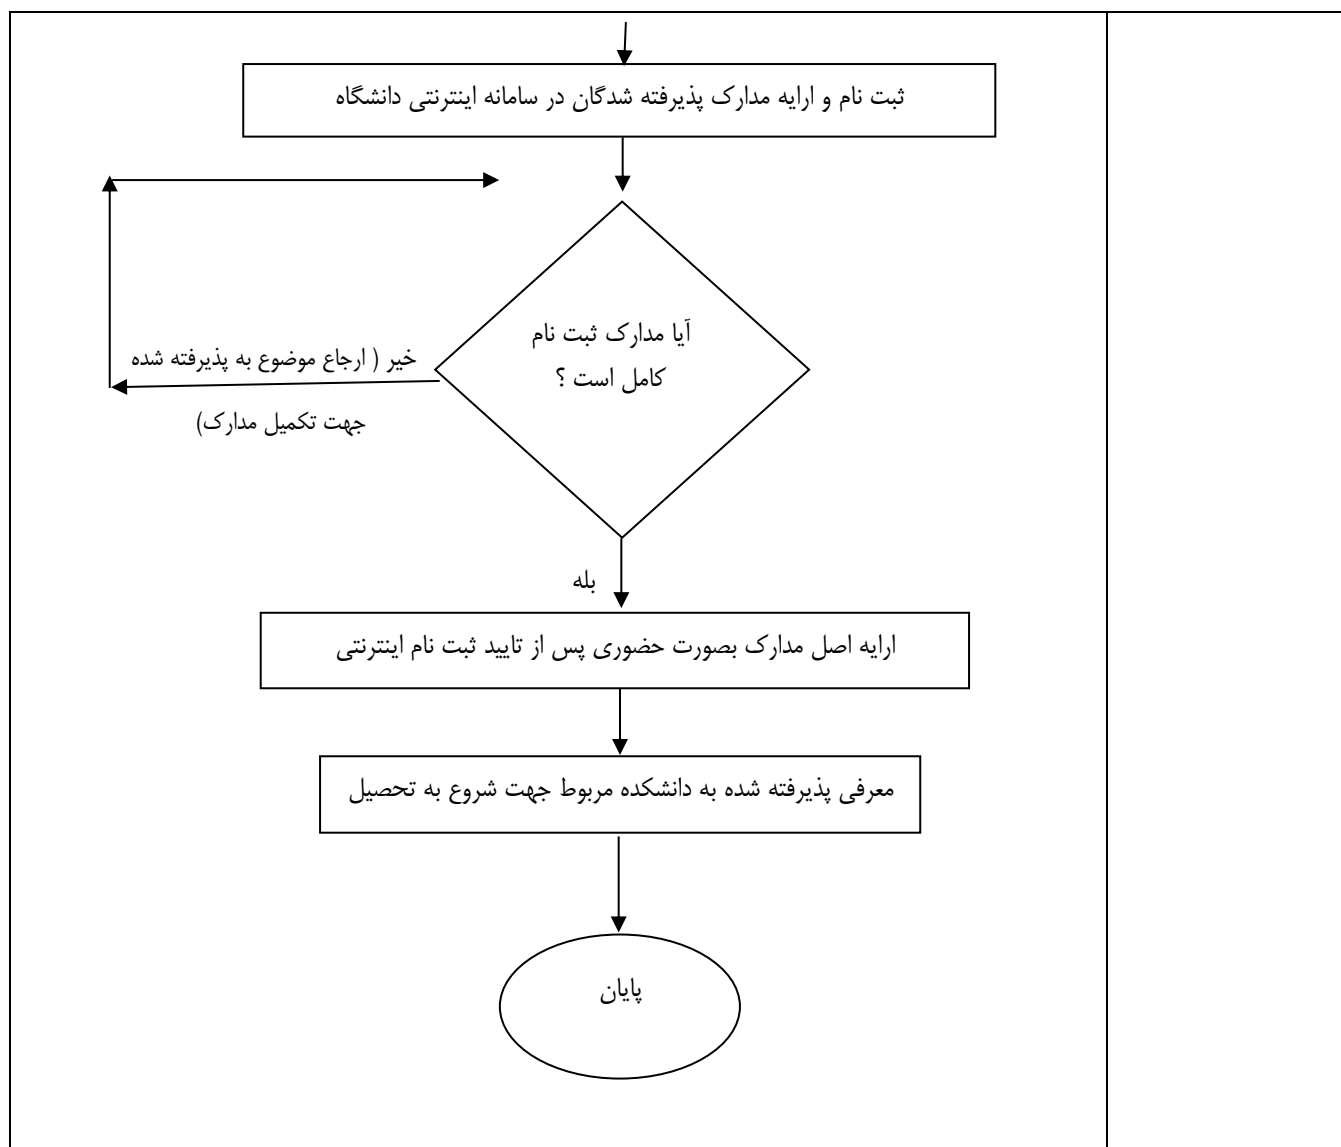 ثبت نام و ارایه مدارک پذیرفته شدگان در سامانه اینترنتی دانشگاه
آیا مدارک ثبت نام
کامل است ؟
خیر ( ارجاع موضوع به پذیرفته شده
جهت تکمیل مدارک)
بله
ارایه اصل مدارک بصورت حضوری پس از تایید ثبت نام اینترنتی
معرفی پذیرفته شده به دانشکده مربوط جهت شروع به تحصیل
پایان